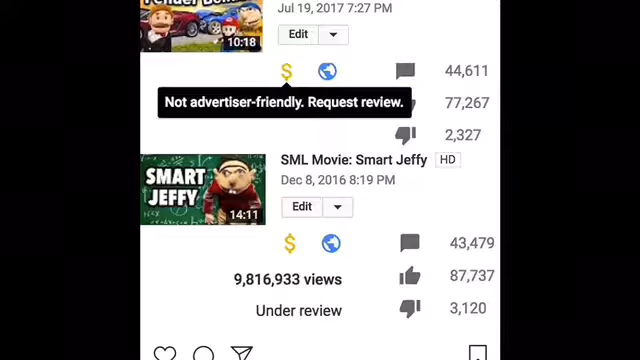 Jul 19, 2017 7:27 PM
Edit
10:18
$
44,611
Not advertiser-friendly. Request review.
77,267
2,327
SML Movie: Smart Jeffy HD
SMART
JEFFY
14:11
Dec 8, 2016 8:19 PM
Edit
$
43,479
9,816,933 views
87,737
Under review
3,120